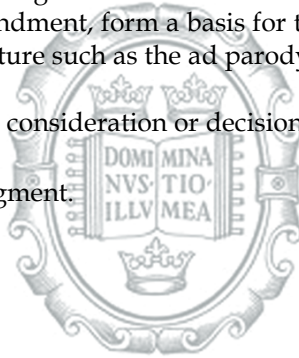 ndment, form a basis for t
ture such as the ad parody
consideration or decision
gment.
DOMI MINA
NVS· TIO·
ILLV MEA